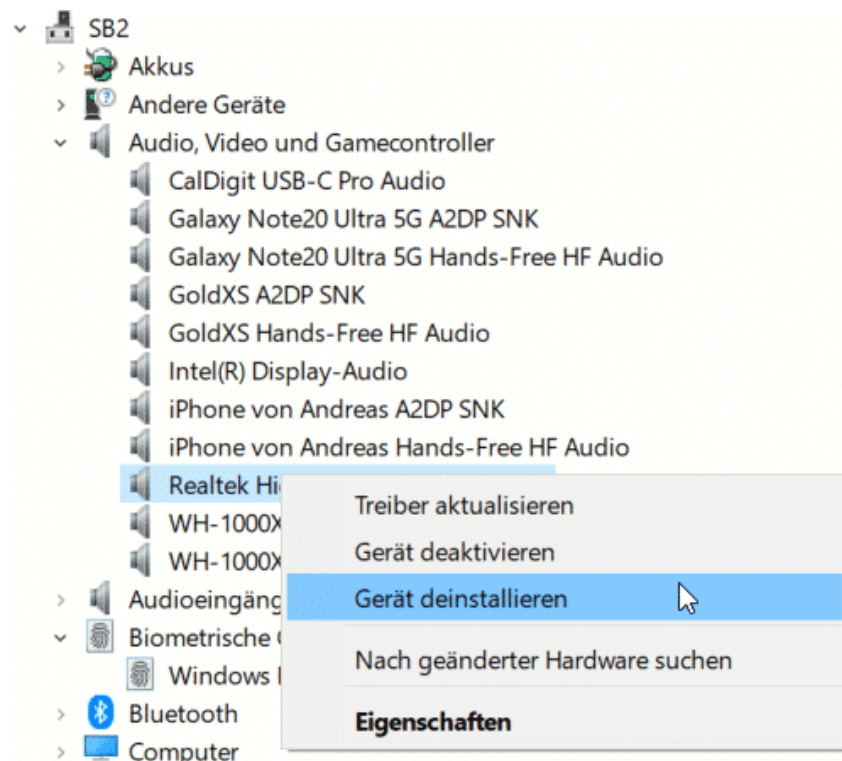 SB2
Akkus
Andere Geräte
Audio, Video und Gamecontroller
CalDigit USB-C Pro Audio
Galaxy Note20 Ultra 5G A2DP SNK
Galaxy Note20 Ultra 5G Hands-Free HF Audio
GoldXS A2DP SNK
GoldXS Hands-Free HF Audio
Intel(R) Display-Audio
iPhone von Andreas A2DP SNK
iPhone von Andreas Hands-Free HF Audio
Realtek Hi
WH-1000X
WH-1000X
Audioeingäng
Biometrische
Windows
Bluetooth
Computer
Treiber aktualisieren
Gerät deaktivieren
Gerät deinstallieren
Nach geänderter Hardware suchen
Eigenschaften